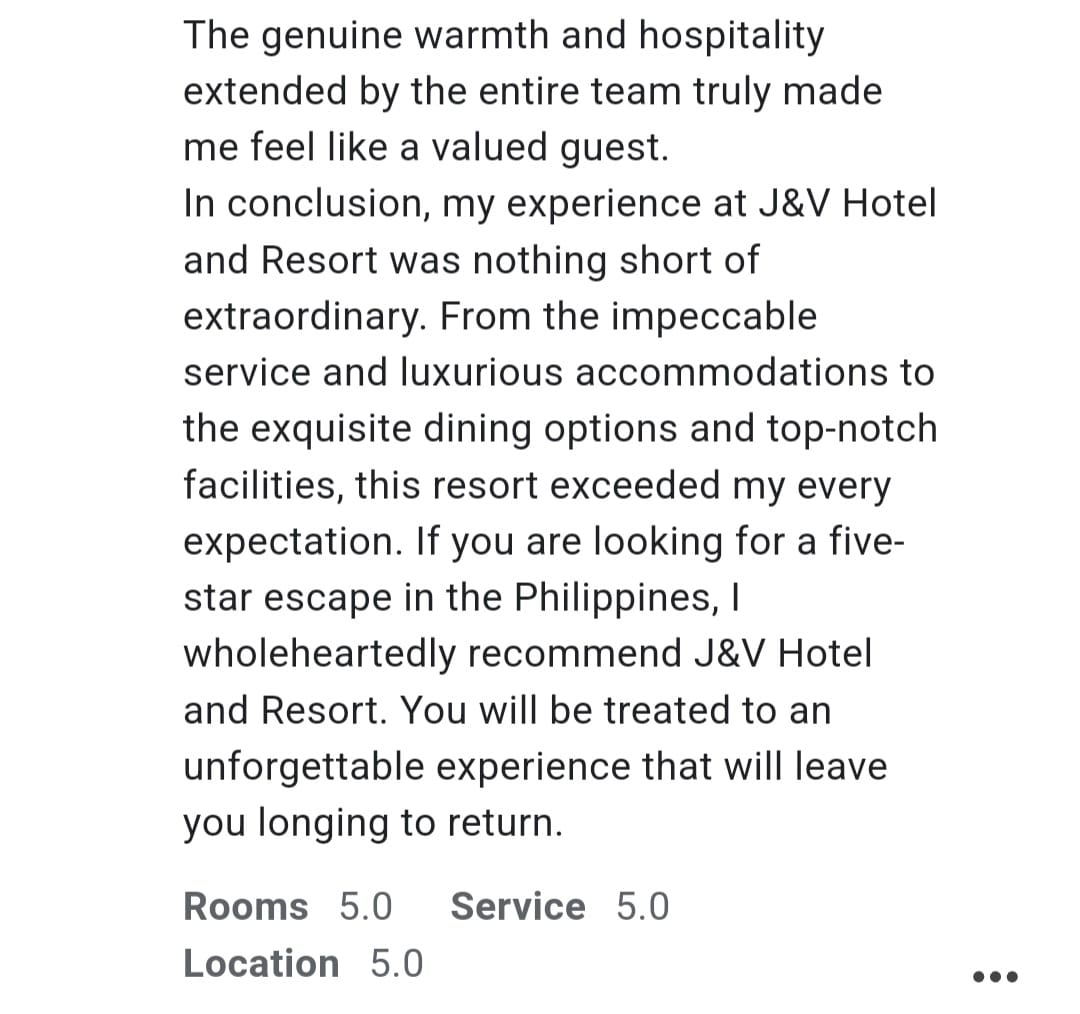 The genuine warmth and hospitality
extended by the entire team truly made
me feel like a valued guest.
In conclusion, my experience at J&V Hotel
and Resort was nothing short of
extraordinary. From the impeccable
service and luxurious accommodations to
the exquisite dining options and top-notch
facilities, this resort exceeded my every
expectation. If you are looking for a five-
star escape in the Philippines, I
wholeheartedly recommend J&V Hotel
and Resort. You will be treated to an
unforgettable experience that will leave
you longing to return.
Rooms 5.0 Service 5.0
Location 5.0